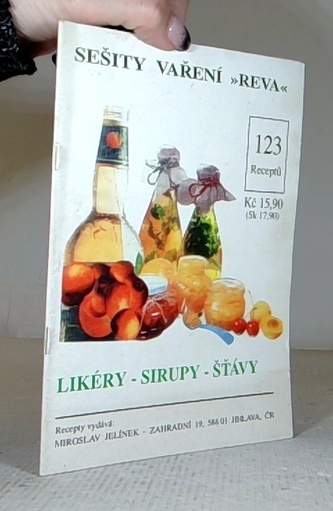 SEŠITY VAŘENÍ »REVA«
123
Receptů
Kč 15,90
(Sk 17,90)
LIKÉRY - SIRUPY - ŠŤÁVY
Recepty vydává:
MIROSLAV JELÍNEK - ZAHRADNÍ 19, 586 01 JIHLAVA, ČR